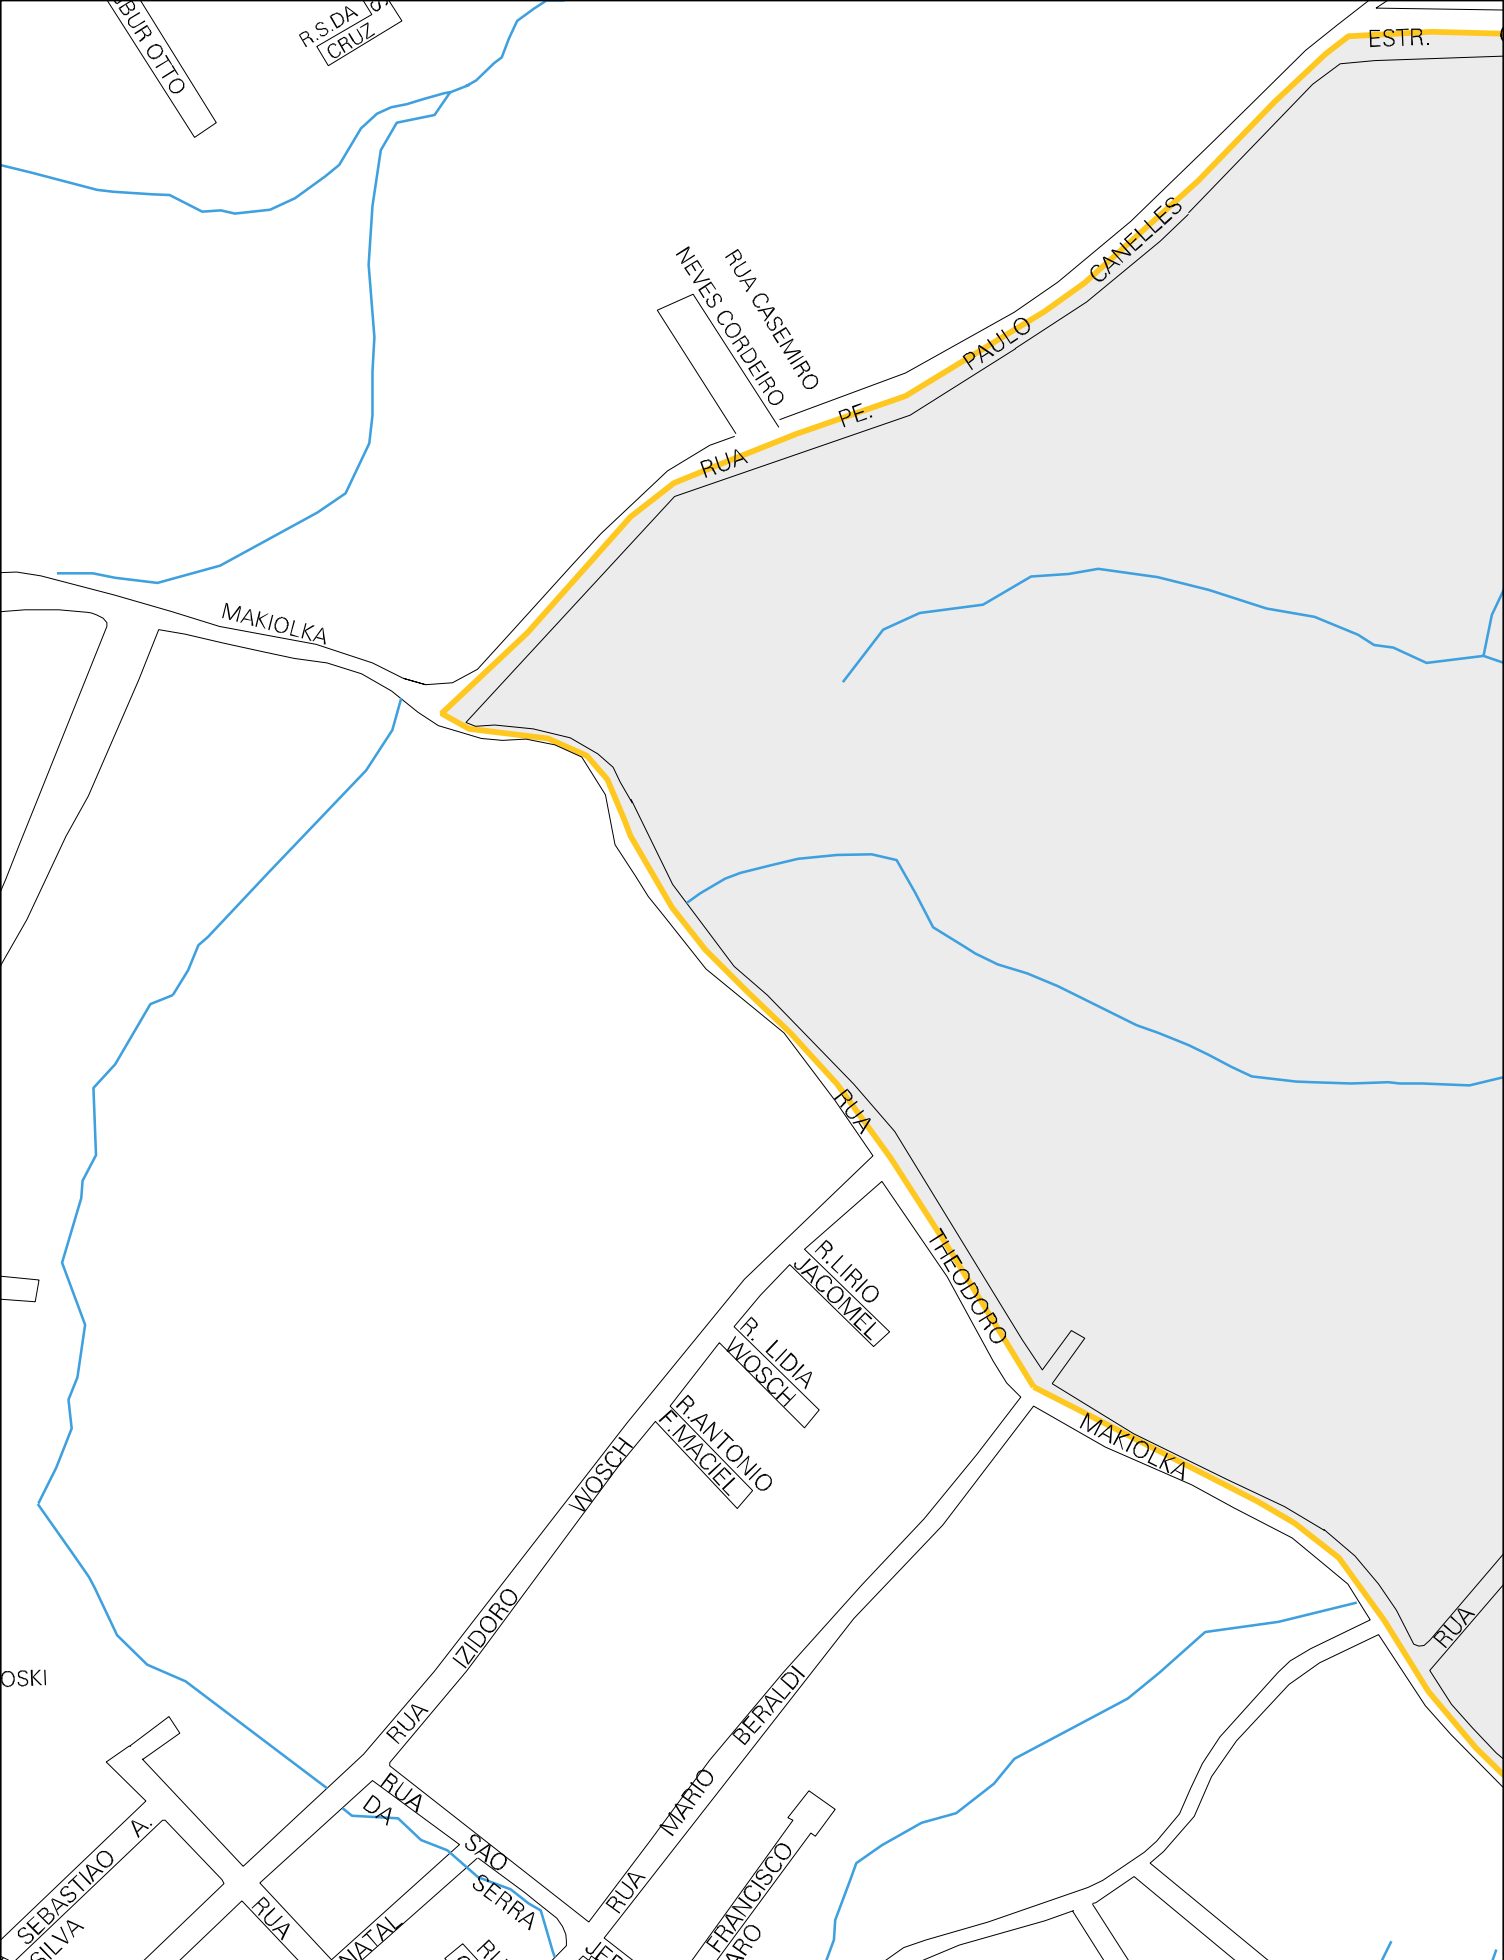 OTTO
R.S.DA
CRUZ
ESTR.
RUA PE. PAULO CANELLES
RUA CASEMIRO
NEVES CORDEIRO
MAKIOLKA
RUA THEODORO MAKIOLKA
R.LIRIO
JACOMEL
R. LIDIA
WOSCH
R.ANTONIO
F.MACIEL
RUA IZIDORO WOSCH
RUA MARIO BERALDI
RUA
OSKI
RUA SAO
DA SERRA
SEBASTIAO A.
SILVA
RUA
NATAL
FRANCISCO